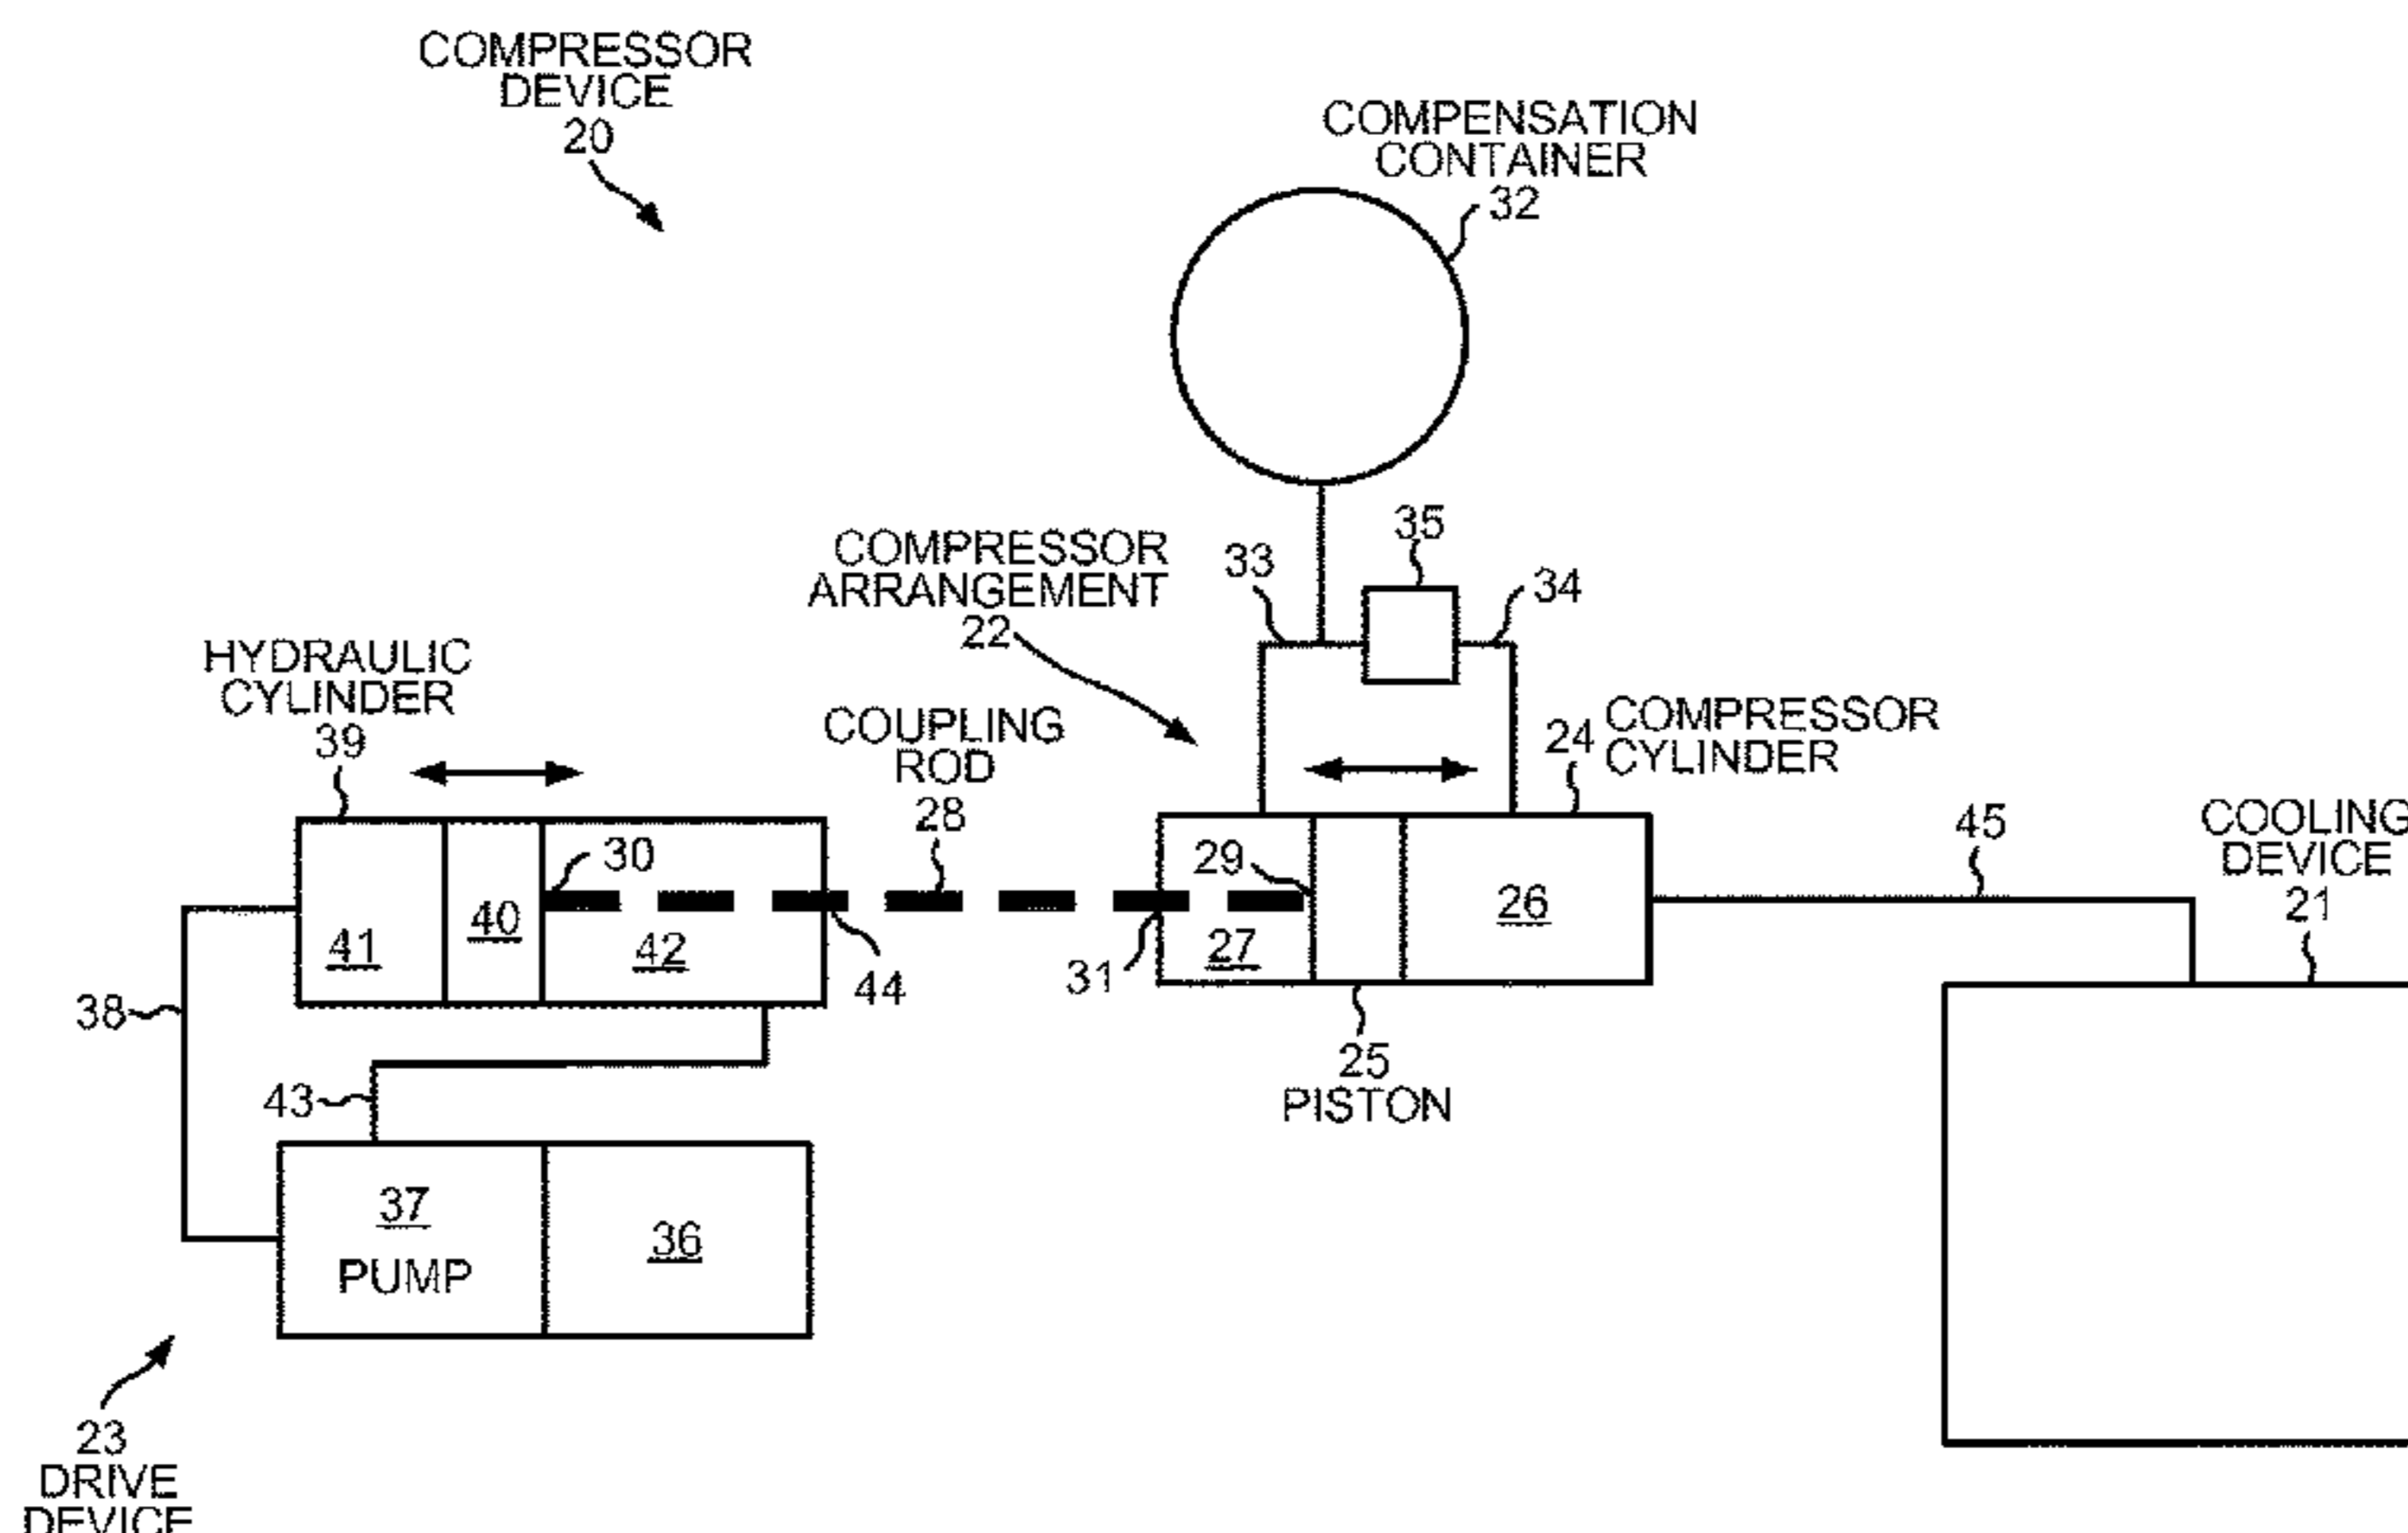 COMPRESSOR
DEVICE
20
COMPENSATION
CONTAINER
32
35
33
34
COMPRESSOR
ARRANGEMENT
22
HYDRAULIC
CYLINDER
39
COUPLING
ROD
28
24 COMPRESSOR
CYLINDER
45
COOLING
DEVICE
21
30
29
41
40
42
44
31
27
26
38
25
PISTON
43
37
PUMP
36
23
DRIVE
DEVICE